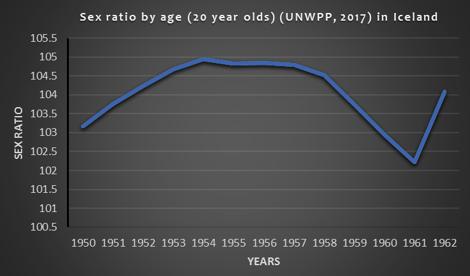 Sex ratio by age (20 year olds) (UNWPP, 2017) in Iceland
105.5
105
104.5
104
103.5
103
102.5
102
101.5
101
100.5
SEX RATIO
1950 1951 1952 1953 1954 1955 1956 1957 1958 1959 1960 1961 1962
YEARS